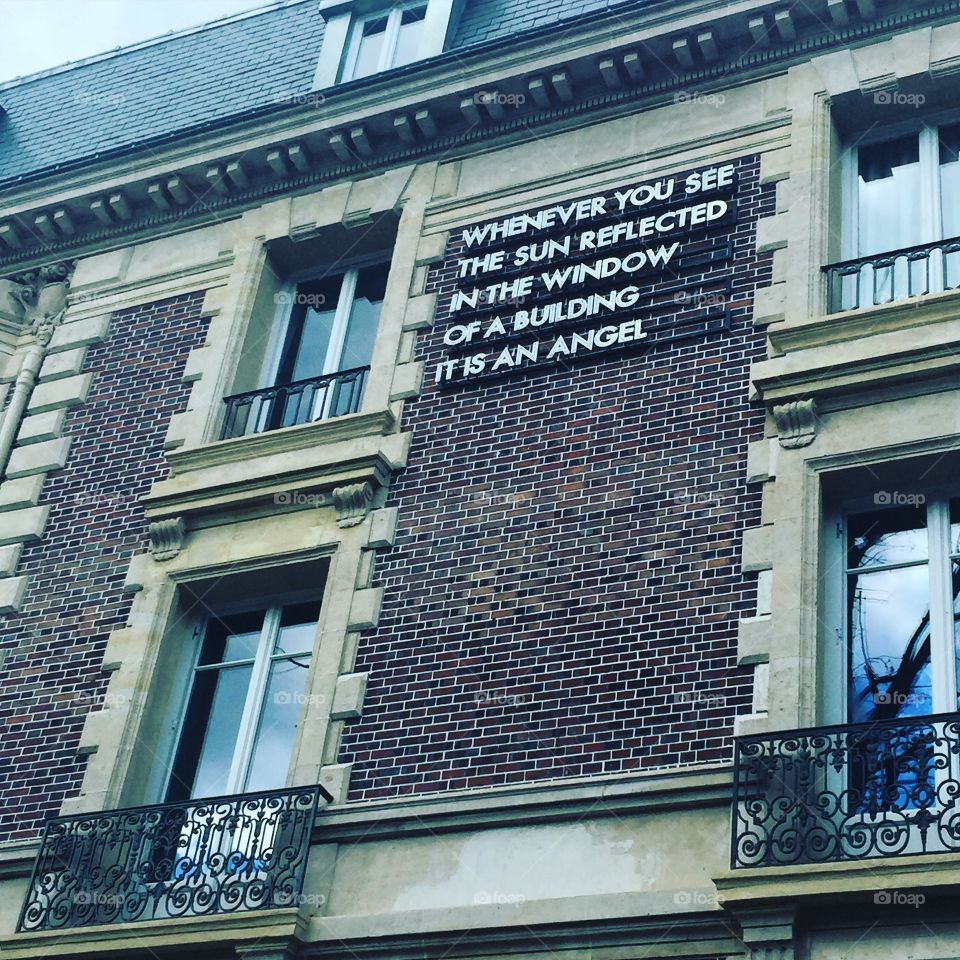 WHENEVER YOU SEE
THE SUN REFLECTED
IN THE WINDOW
OF A BUILDING
IT IS AN ANGEL